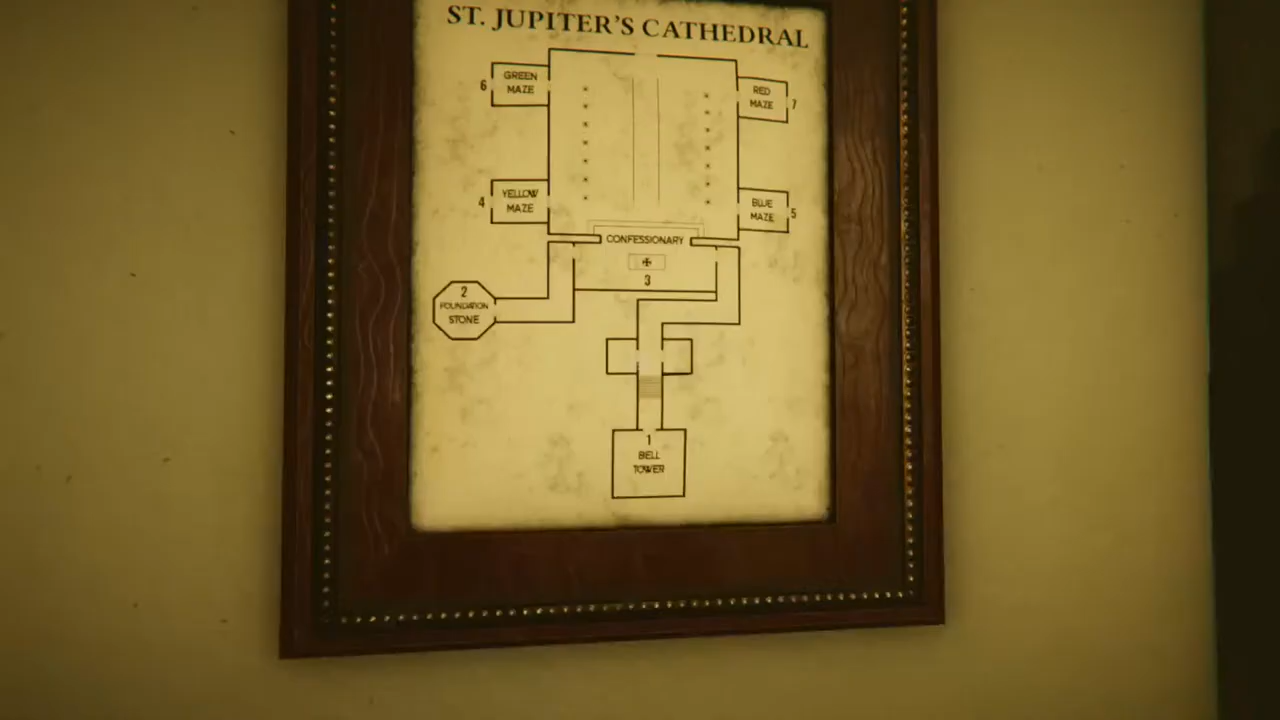 ST. JUPITER'S CATHEDRAL
6
GREEN
MAZE
RED
MAZE
7
4
YELLOW
MAZE
BLUE
MAZE
5
CONFESSIONARY
3
2
FOUNDATION
STONE
1
BELL
TOWER